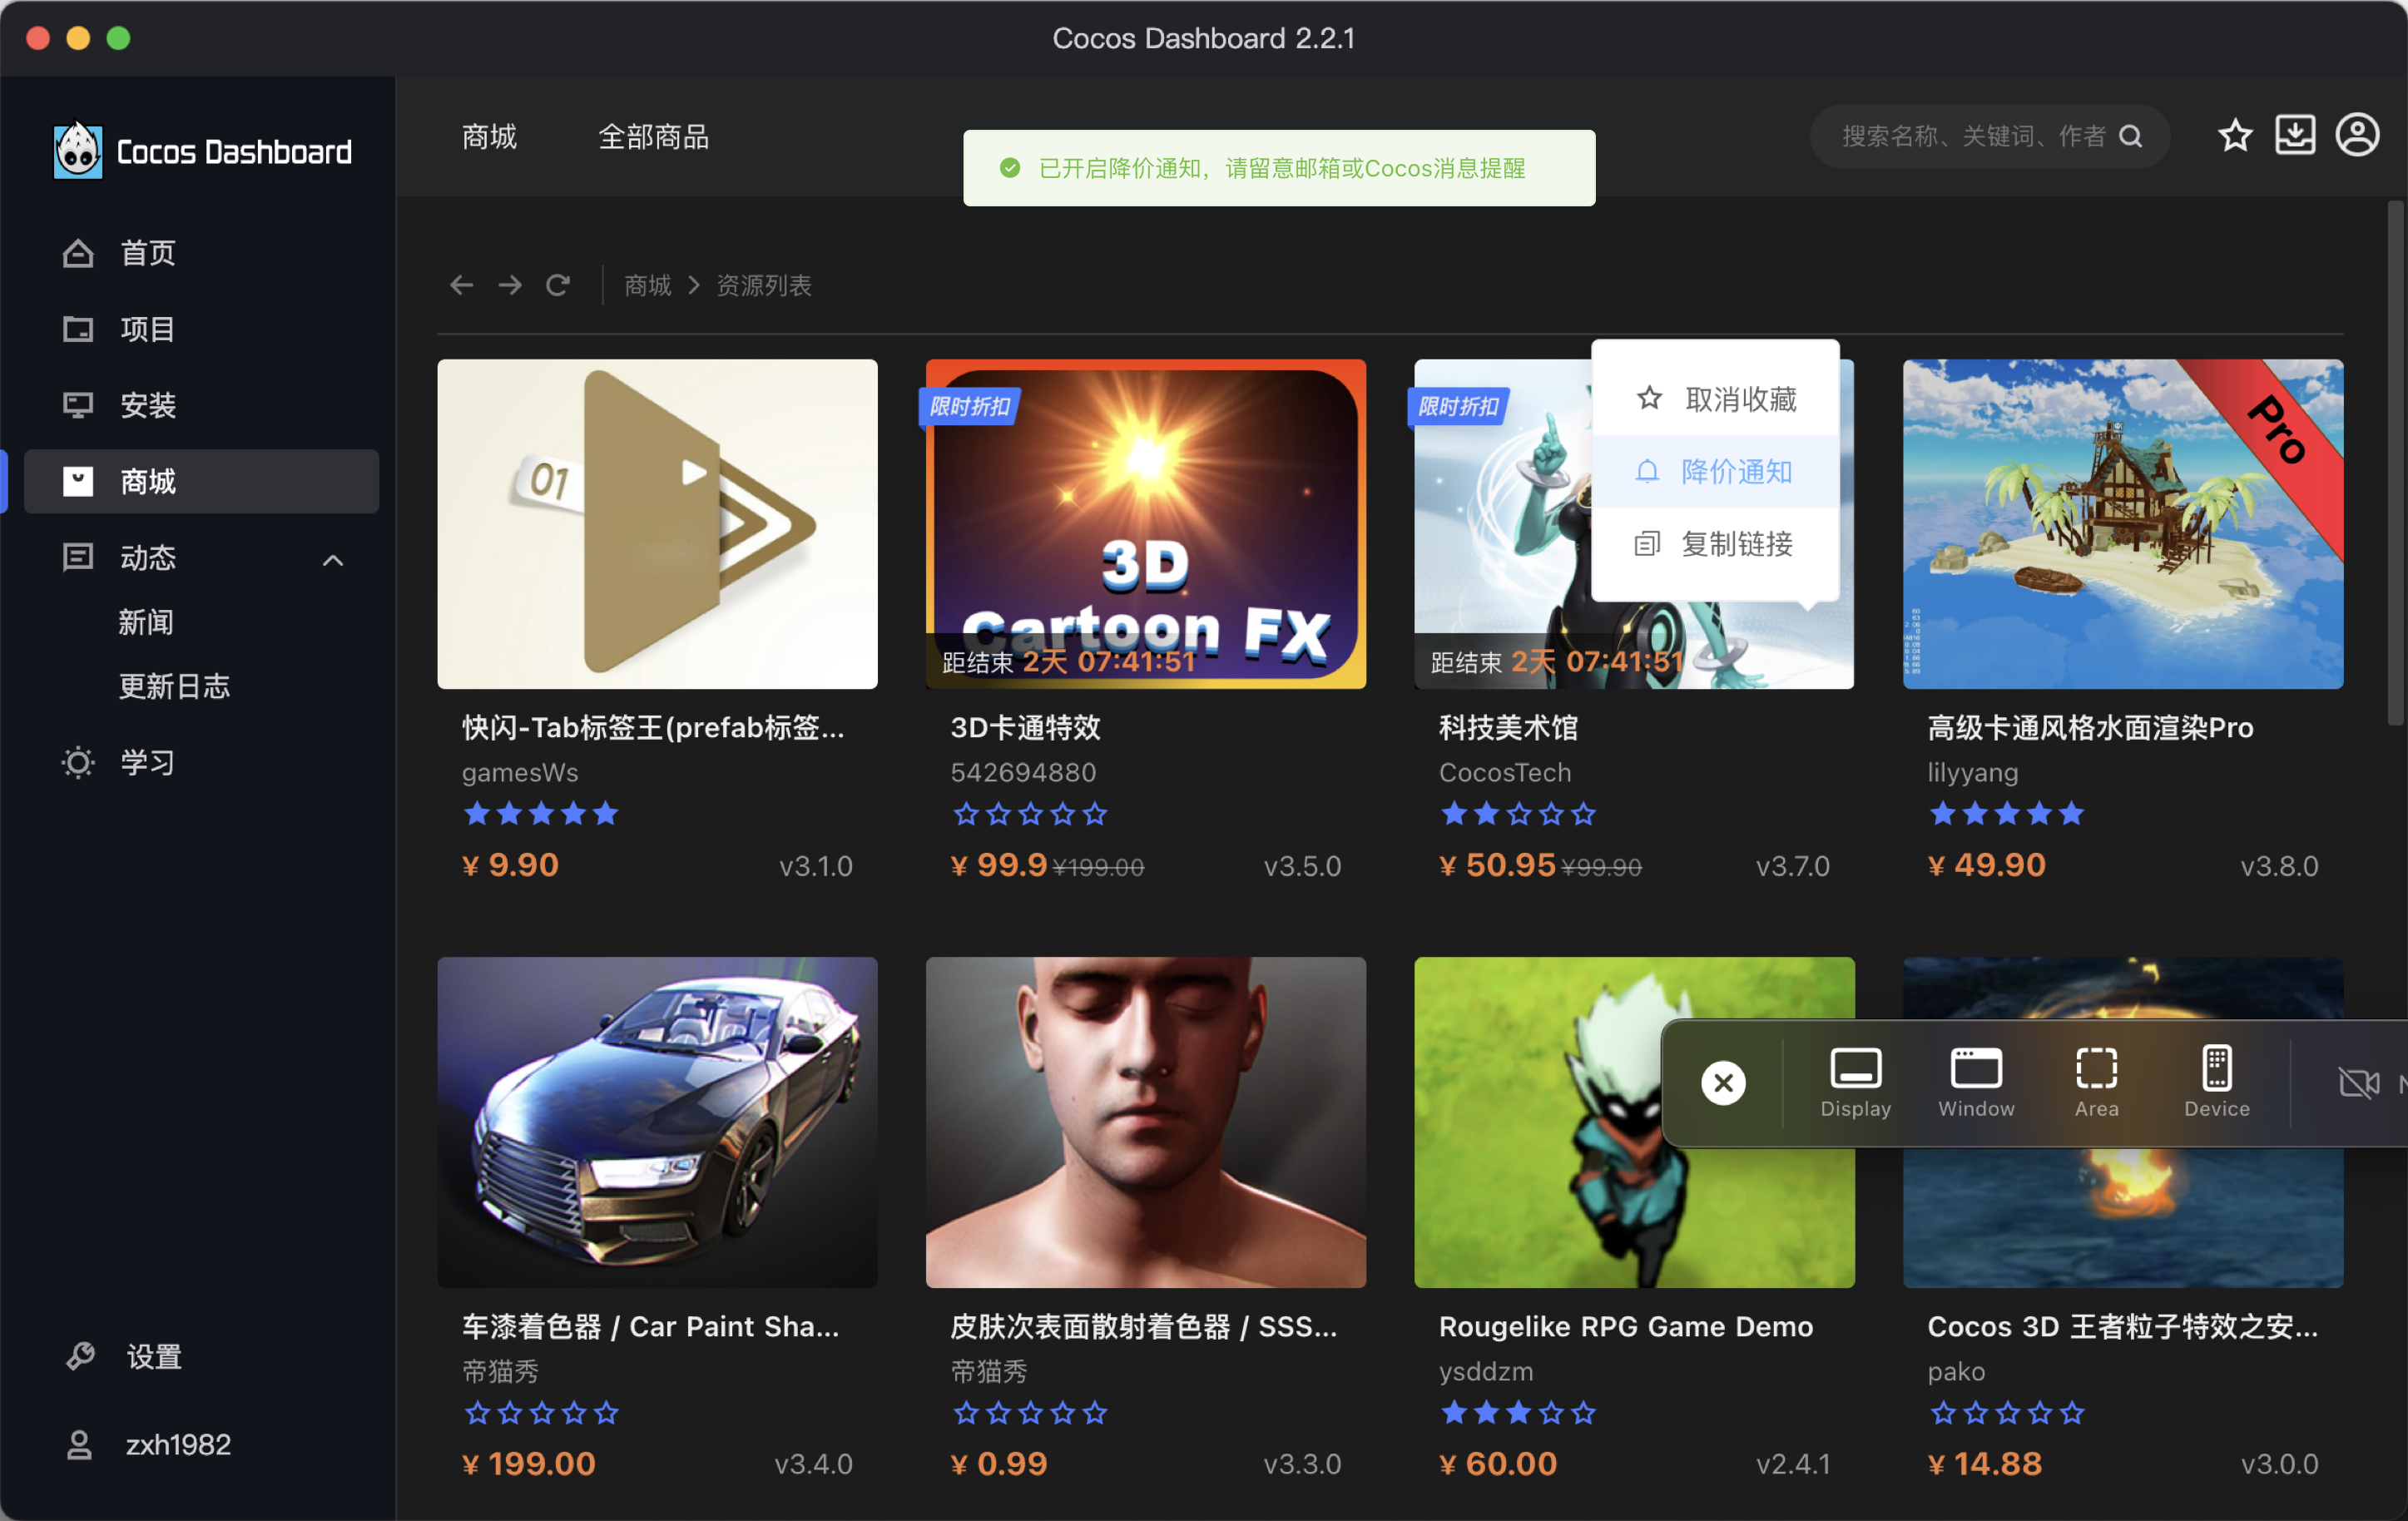 Cocos Dashboard 2.2.1
Cocos Dashboard
首页
项目
安装
商城
动态
新闻
更新日志
学习
设置
zxh1982
商城
全部商品
已开启降价通知，请留意邮箱或Cocos消息提醒
搜索名称、关键词、作者
商城 > 资源列表
01
快闪-Tab标签王(prefab标签...
gamesWs
¥ 9.90
v3.1.0
限时折扣
3D
Cartoon FX
距结束 2天 07:41:51
3D卡通特效
542694880
¥ 99.9 ¥199.00
v3.5.0
限时折扣
取消收藏
降价通知
复制链接
距结束 2天 07:41:51
科技美术馆
CocosTech
¥ 50.95 ¥99.90
v3.7.0
Pro
高级卡通风格水面渲染Pro
lilyyang
¥ 49.90
v3.8.0
车漆着色器 / Car Paint Sha...
帝猫秀
¥ 199.00
v3.4.0
皮肤次表面散射着色器 / SSS...
帝猫秀
¥ 0.99
v3.3.0
Rougelike RPG Game Demo
ysddzm
¥ 60.00
v2.4.1
Display
Window
Area
Device
Cocos 3D 王者粒子特效之安...
pako
¥ 14.88
v3.0.0